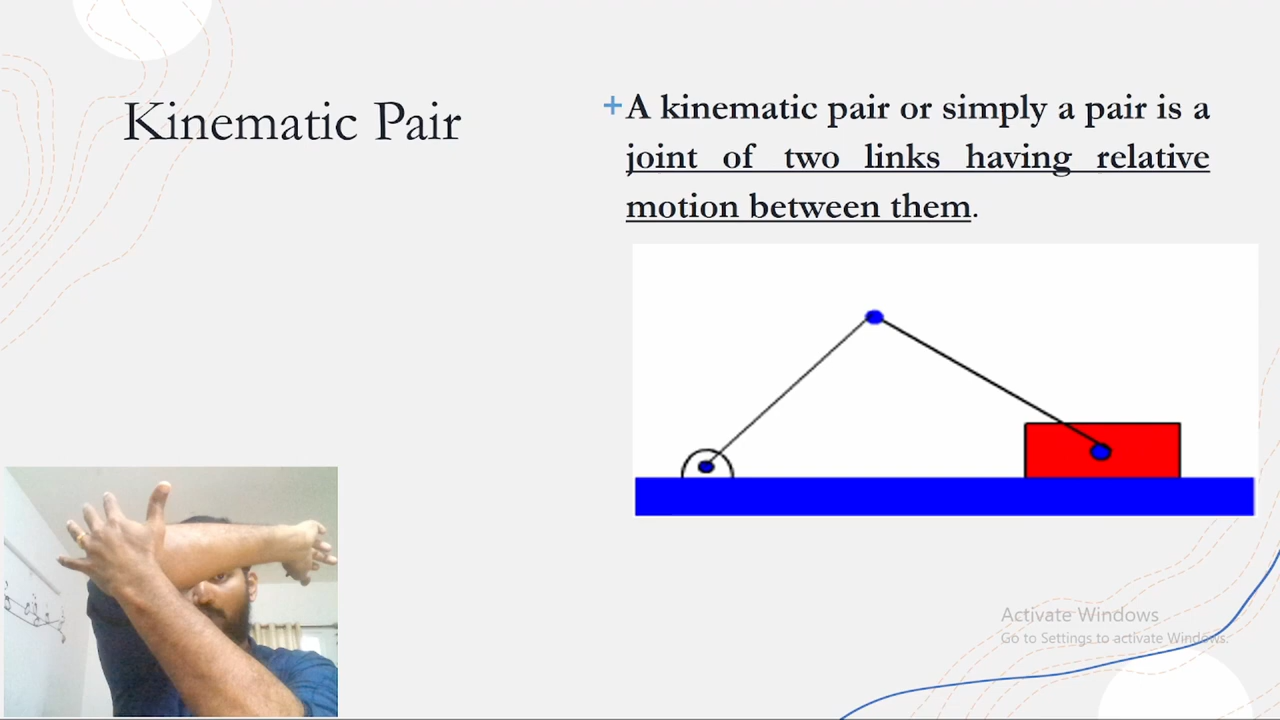 Kinematic Pair
+A kinematic pair or simply a pair is a
joint of two links having relative
motion between them.
Activate Windows
Go to Settings to activate Windows.